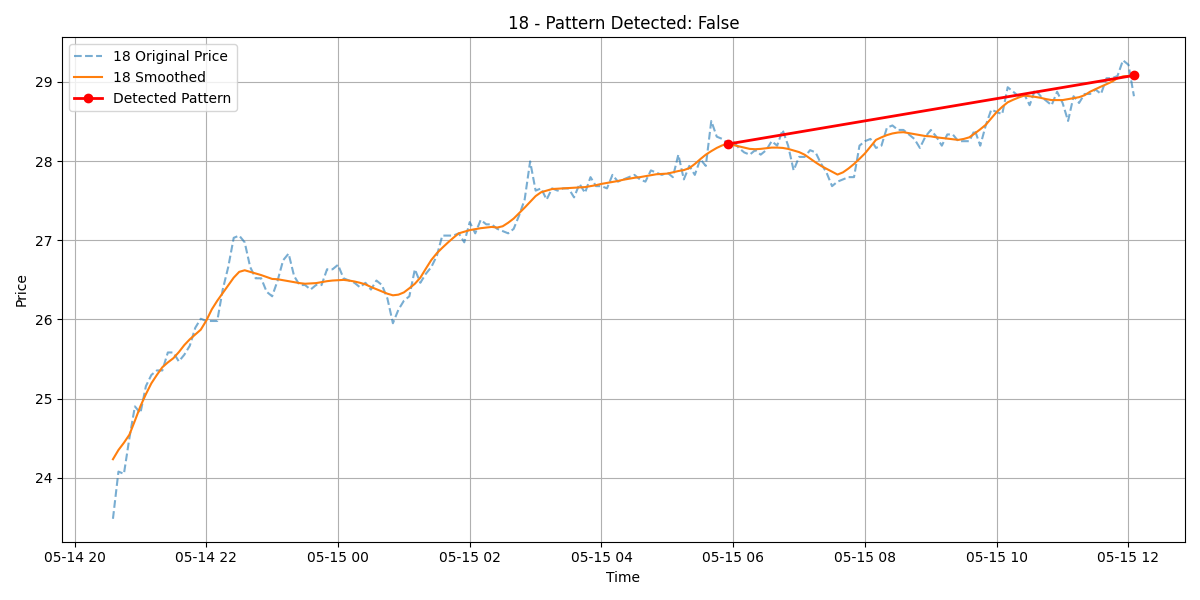 18 - Pattern Detected: False
18 Original Price
18 Smoothed
Detected Pattern
Price
29
28
27
26
25
24
05-14 20 05-14 22 05-15 00 05-15 02 05-15 04 05-15 06 05-15 08 05-15 10 05-15 12
Time